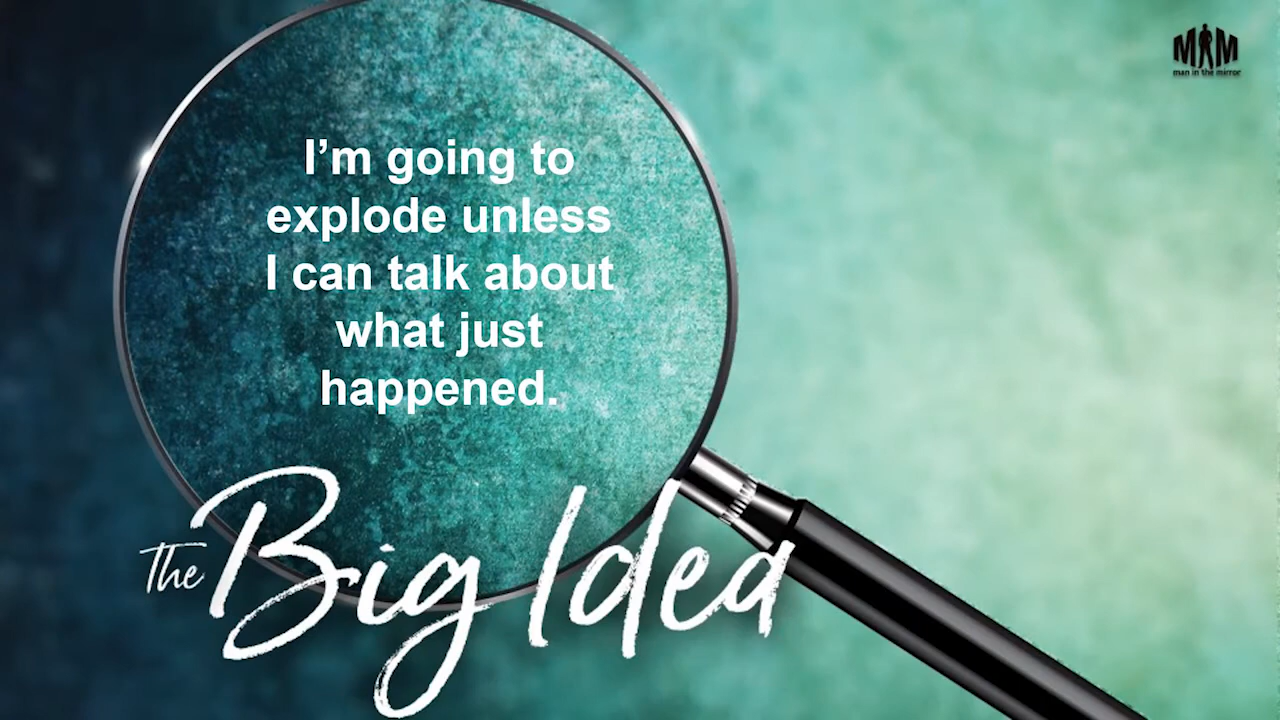 MIM
man in the mirror
I’m going to
explode unless
I can talk about
what just
happened.
The Big Idea